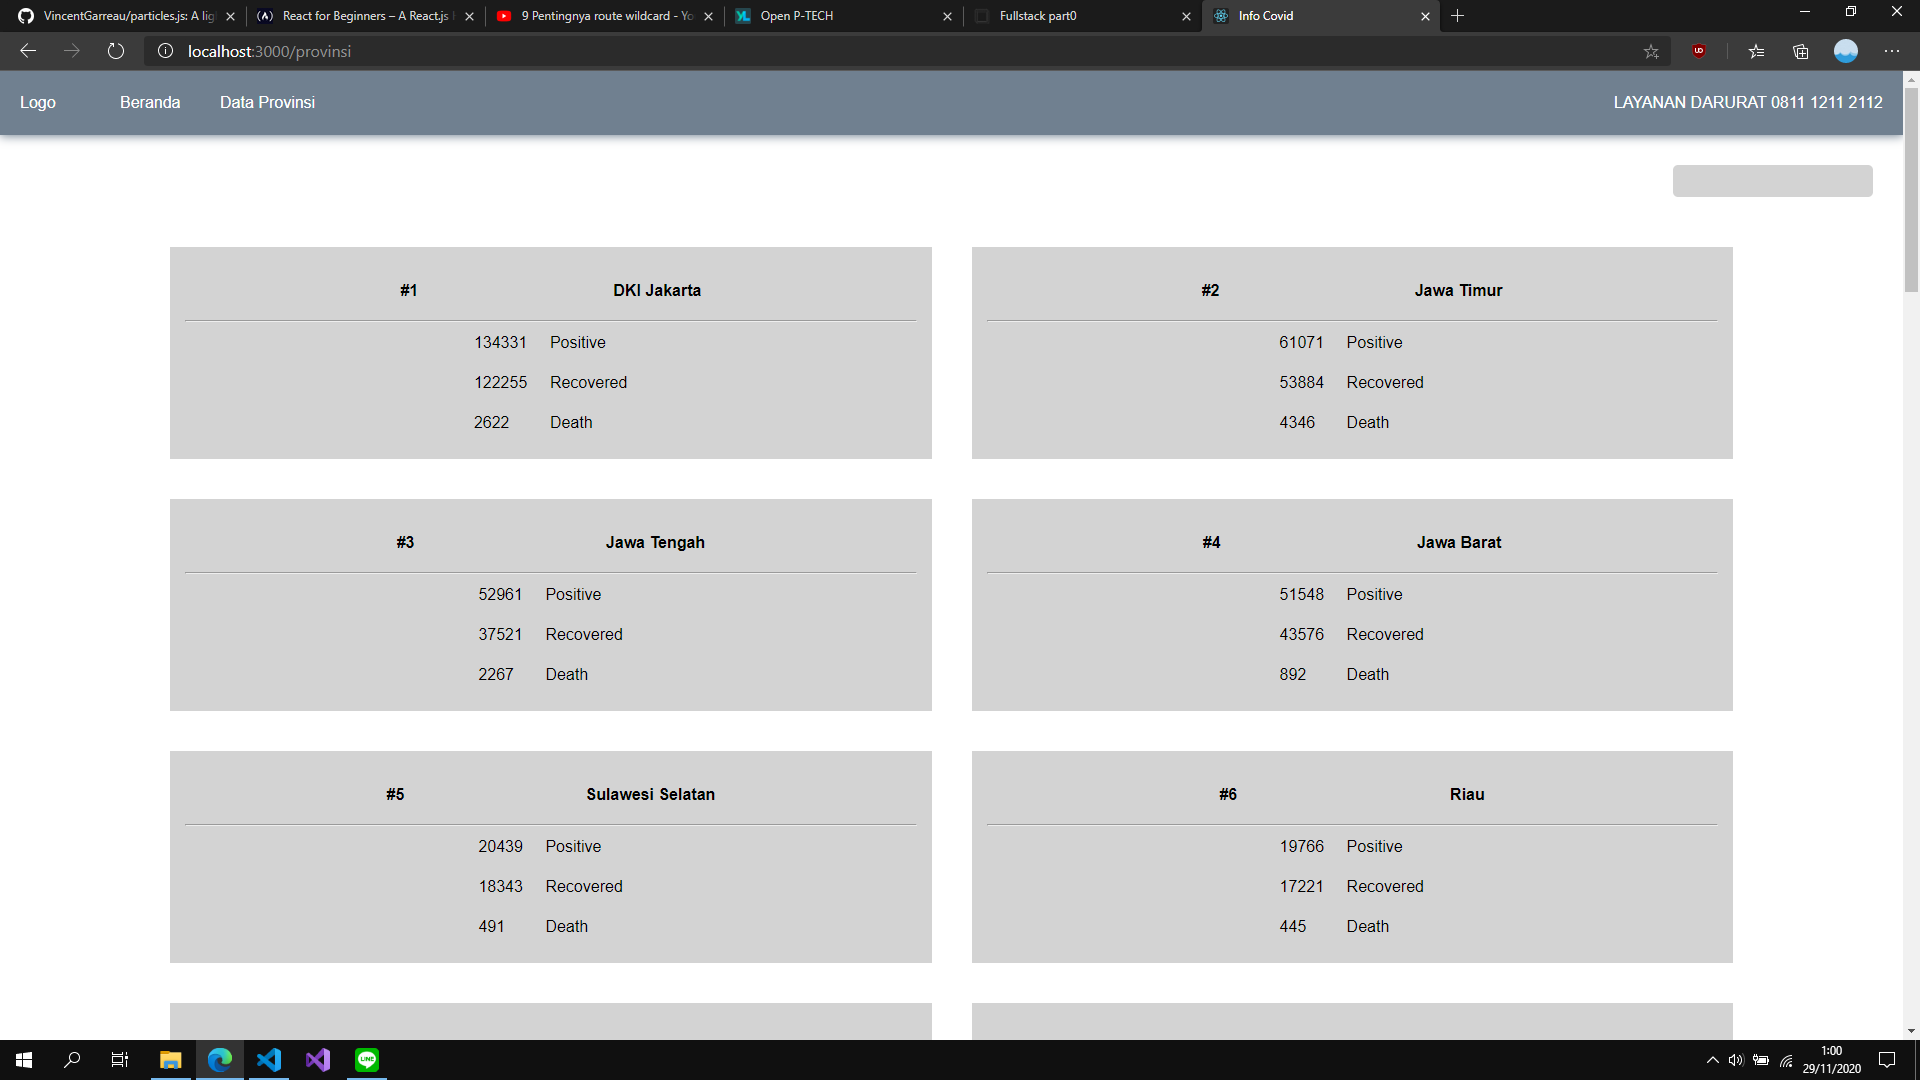 VincentGarreau/particles.js: A lig
React for Beginners – A React.js
9 Pentingnya route wildcard - Yo
Open P-TECH
Fullstack part0
Info Covid
localhost:3000/provinsi
Logo
Beranda
Data Provinsi
LAYANAN DARURAT 0811 1211 2112
#1 DKI Jakarta
134331 Positive
122255 Recovered
2622 Death
#2 Jawa Timur
61071 Positive
53884 Recovered
4346 Death
#3 Jawa Tengah
52961 Positive
37521 Recovered
2267 Death
#4 Jawa Barat
51548 Positive
43576 Recovered
892 Death
#5 Sulawesi Selatan
20439 Positive
18343 Recovered
491 Death
#6 Riau
19766 Positive
17221 Recovered
445 Death
LINE
1:00
29/11/2020